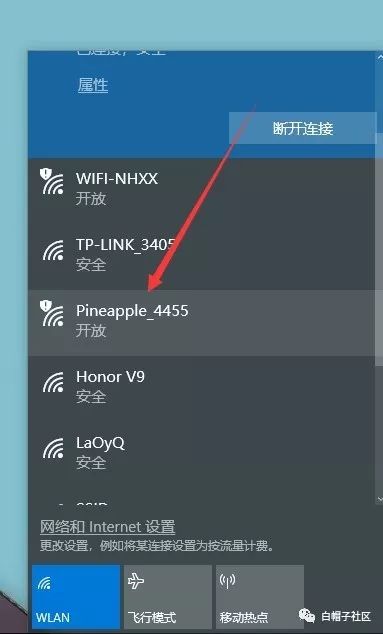 已连接，安全
属性
断开连接
WIFI-NHXX
开放
TP-LINK_3405
安全
Pineapple_4455
开放
Honor V9
安全
LaOyQ
安全
网络和 Internet 设置
更改设置，例如将某连接设置为按流量计费。
WLAN
飞行模式
移动热点
白帽子社区